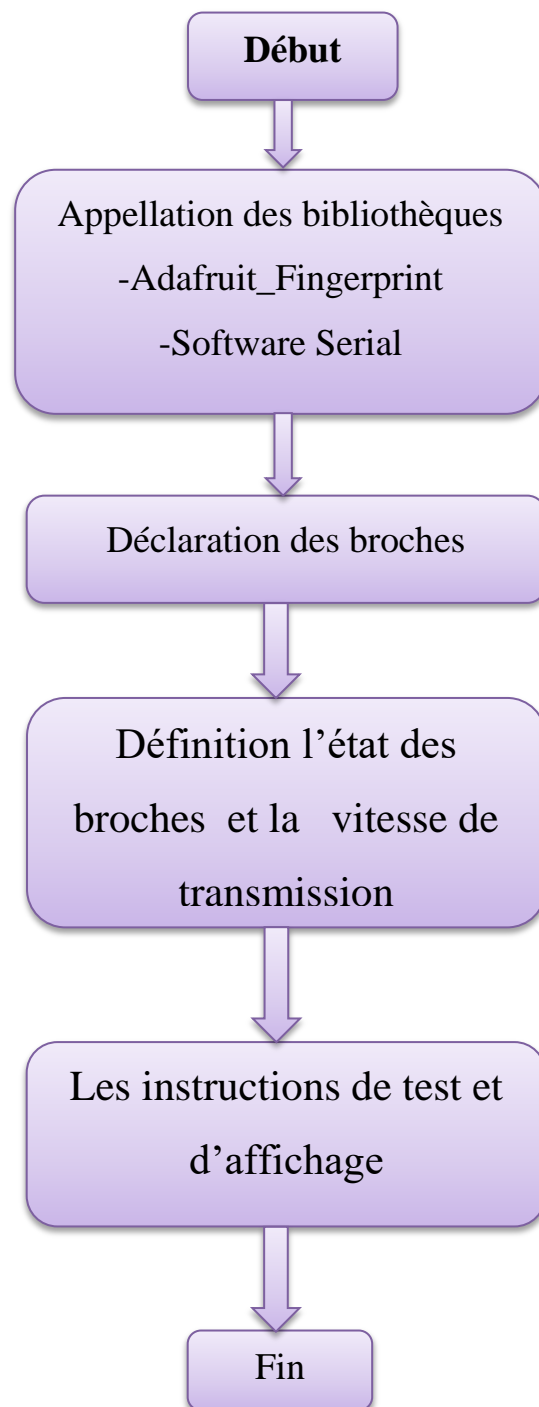 Début
Appellation des bibliothèques
-Adafruit_Fingerprint
-Software Serial
Déclaration des broches
Définition l’état des
broches et la vitesse de
transmission
Les instructions de test et
d’affichage
Fin